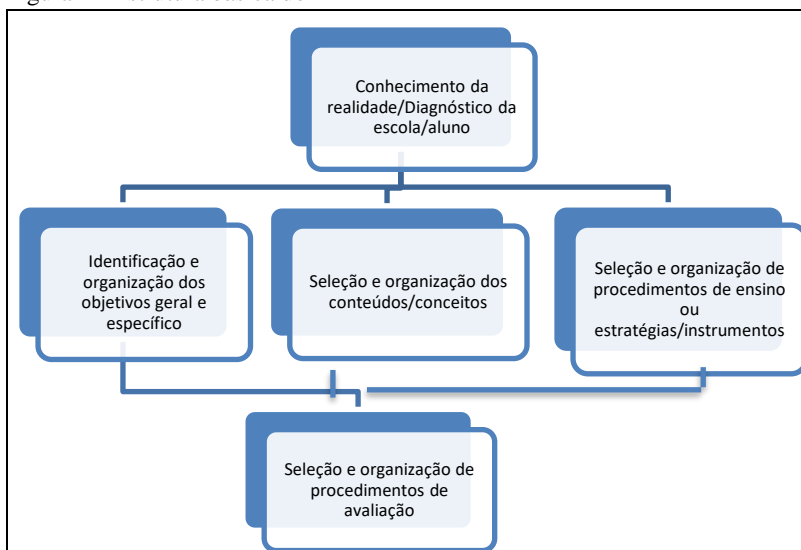 Conhecimento da
realidade/Diagnóstico da
escola/aluno
Identificação e
organização dos
objetivos geral e
específico
Seleção e organização dos
conteúdos/conceitos
Seleção e organização de
procedimentos de ensino
ou
estratégias/instrumentos
Seleção e organização de
procedimentos de
avaliação